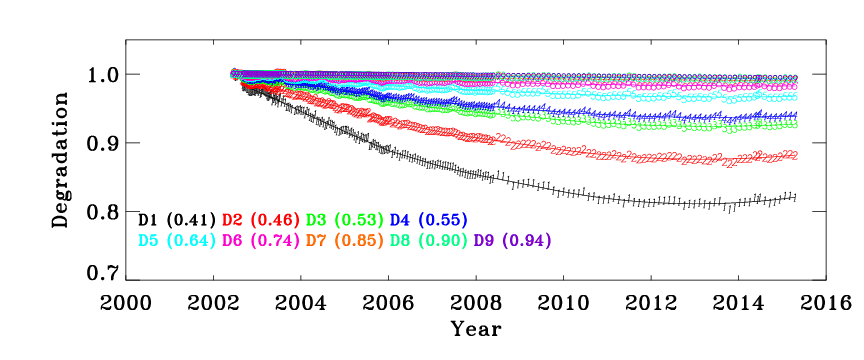 1.0
0.9
0.8
0.7
Degradation
D1 (0.41) D2 (0.46) D3 (0.53) D4 (0.55)
D5 (0.64) D6 (0.74) D7 (0.85) D8 (0.90) D9 (0.94)
2000 2002 2004 2006 2008 2010 2012 2014 2016
Year